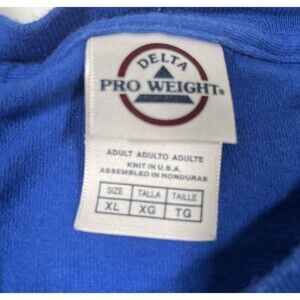 DELTA
PRO WEIGHT®
ADULT ADULTO ADULTE
KNIT IN U.S.A.
ASSEMBLED IN HONDURAS
SIZE TALLA TAILLE
XL XG TG